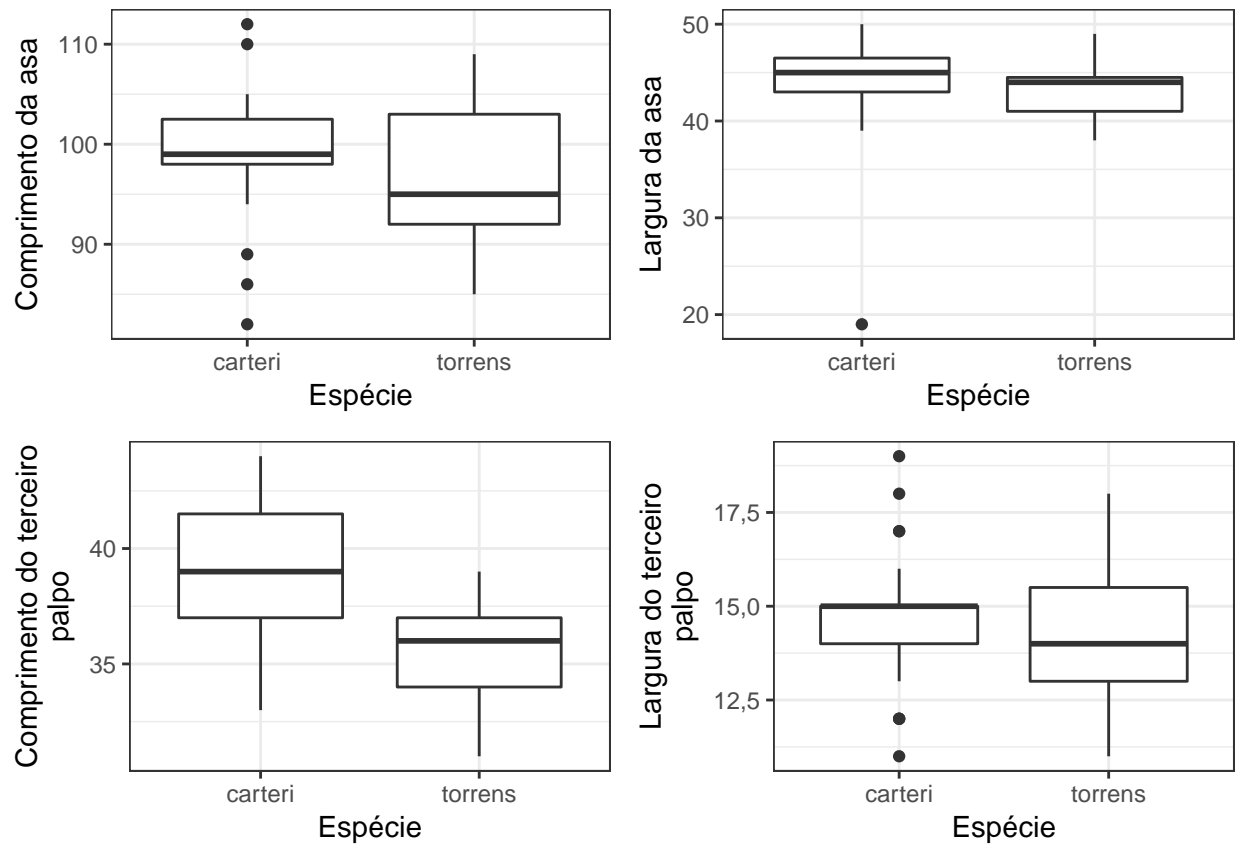 Comprimento da asa
110
100
90
carteri
torrens
Espécie
Largura da asa
50
40
30
20
carteri
torrens
Espécie
Comprimento do terceiro
palpo
40
35
carteri
torrens
Espécie
Largura do terceiro
palpo
17,5
15,0
12,5
carteri
torrens
Espécie